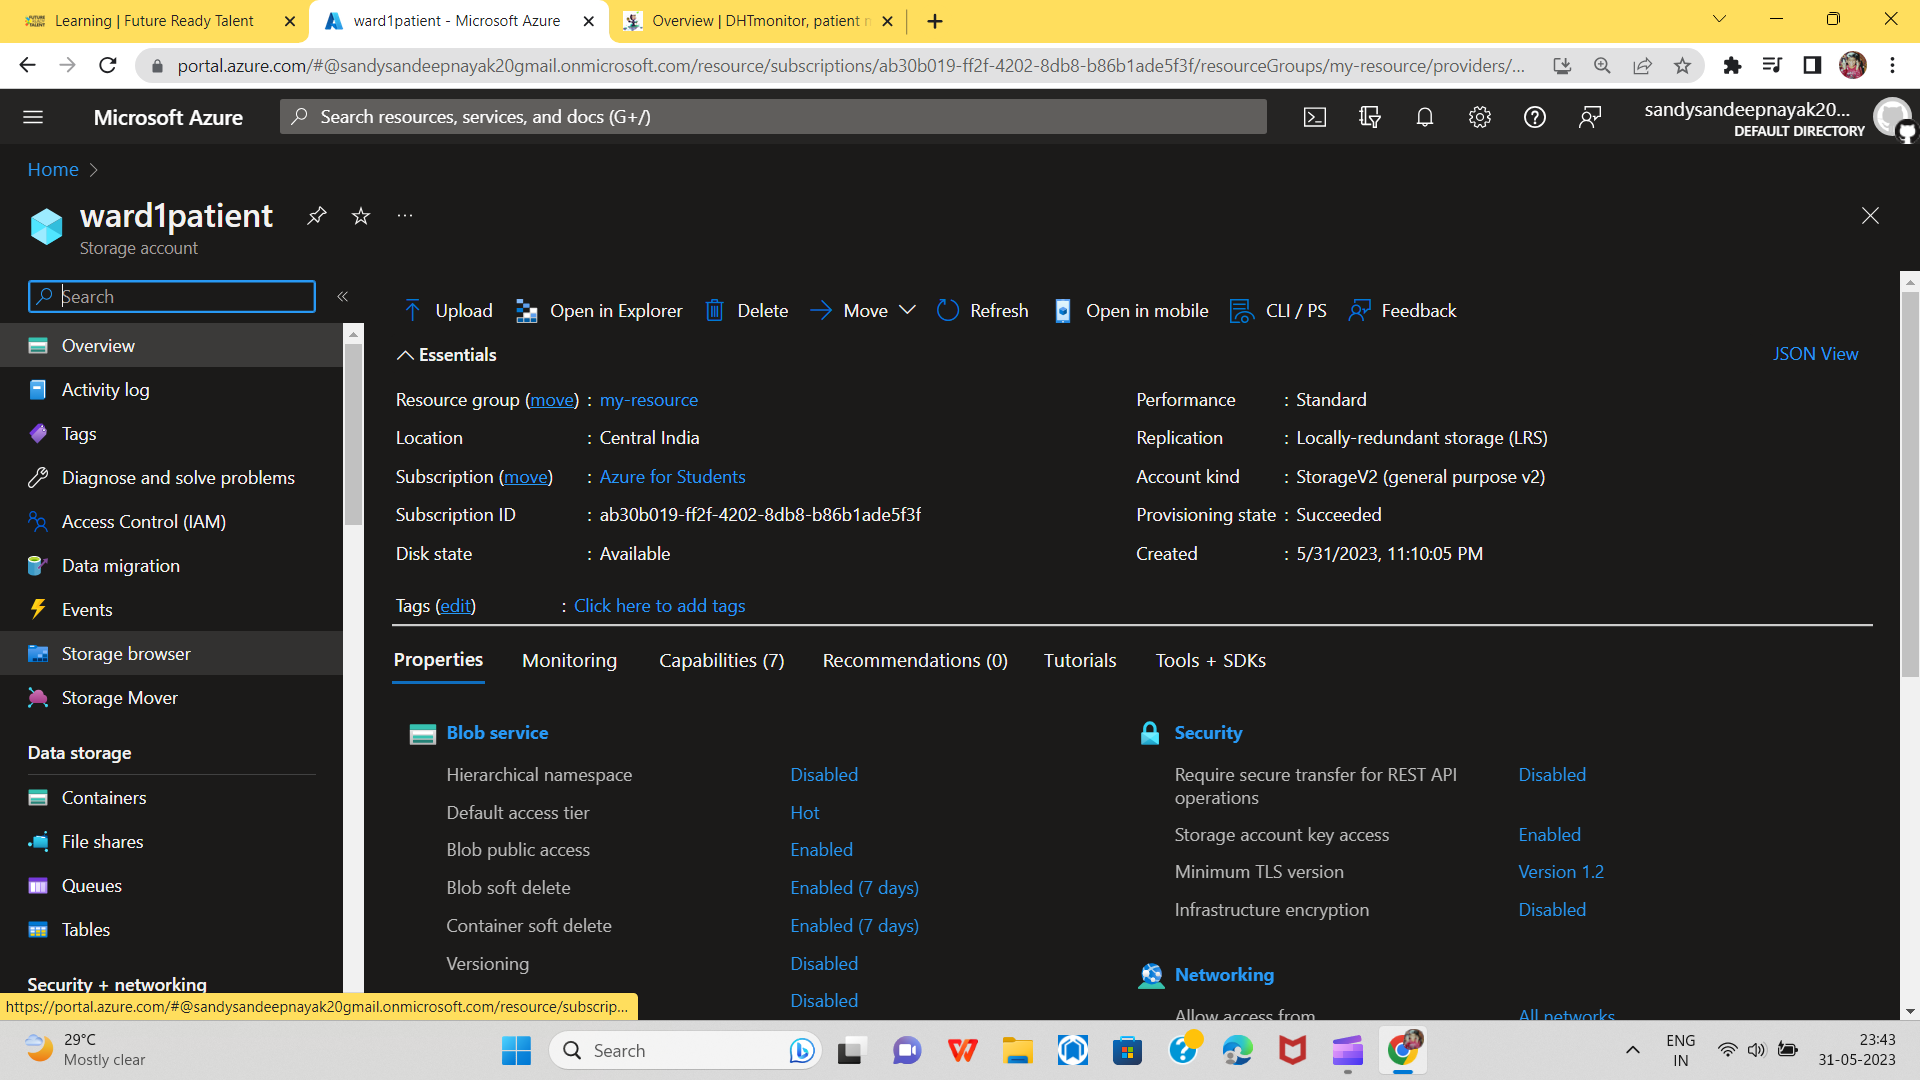 Learning | Future Ready Talent
ward1patient - Microsoft Azure
Overview | DHTmonitor, patient
portal.azure.com/#@sandysandeepnayak20gmail.onmicrosoft.com/resource/subscriptions/ab30b019-ff2f-4202-8db8-b86b1ade5f3f/resourceGroups/my-resource/providers/...
Microsoft Azure
Search resources, services, and docs (G+/)
sandysandeepnayak20...
DEFAULT DIRECTORY
Home
ward1patient
...
Storage account
Search
«
Upload
Open in Explorer
Delete
Move
Refresh
Open in mobile
CLI / PS
Feedback
Overview
Activity log
Tags
Diagnose and solve problems
Access Control (IAM)
Data migration
Events
Storage browser
Storage Mover
Data storage
Containers
File shares
Queues
Tables
Security + networking
Essentials
JSON View
Resource group (move) : my-resource
Location : Central India
Subscription (move) : Azure for Students
Subscription ID : ab30b019-ff2f-4202-8db8-b86b1ade5f3f
Disk state : Available
Performance : Standard
Replication : Locally-redundant storage (LRS)
Account kind : StorageV2 (general purpose v2)
Provisioning state : Succeeded
Created : 5/31/2023, 11:10:05 PM
Tags (edit) : Click here to add tags
Properties
Monitoring
Capabilities (7)
Recommendations (0)
Tutorials
Tools + SDKs
Blob service
Hierarchical namespace Disabled
Default access tier Hot
Blob public access Enabled
Blob soft delete Enabled (7 days)
Container soft delete Enabled (7 days)
Versioning Disabled
Disabled
Security
Require secure transfer for REST API Disabled
operations
Storage account key access Enabled
Minimum TLS version Version 1.2
Infrastructure encryption Disabled
Networking
Allow access from All networks
https://portal.azure.com/#@sandysandeepnayak20gmail.onmicrosoft.com/resource/subscrip...
29°C
Mostly clear
Search
ENG
IN
23:43
31-05-2023